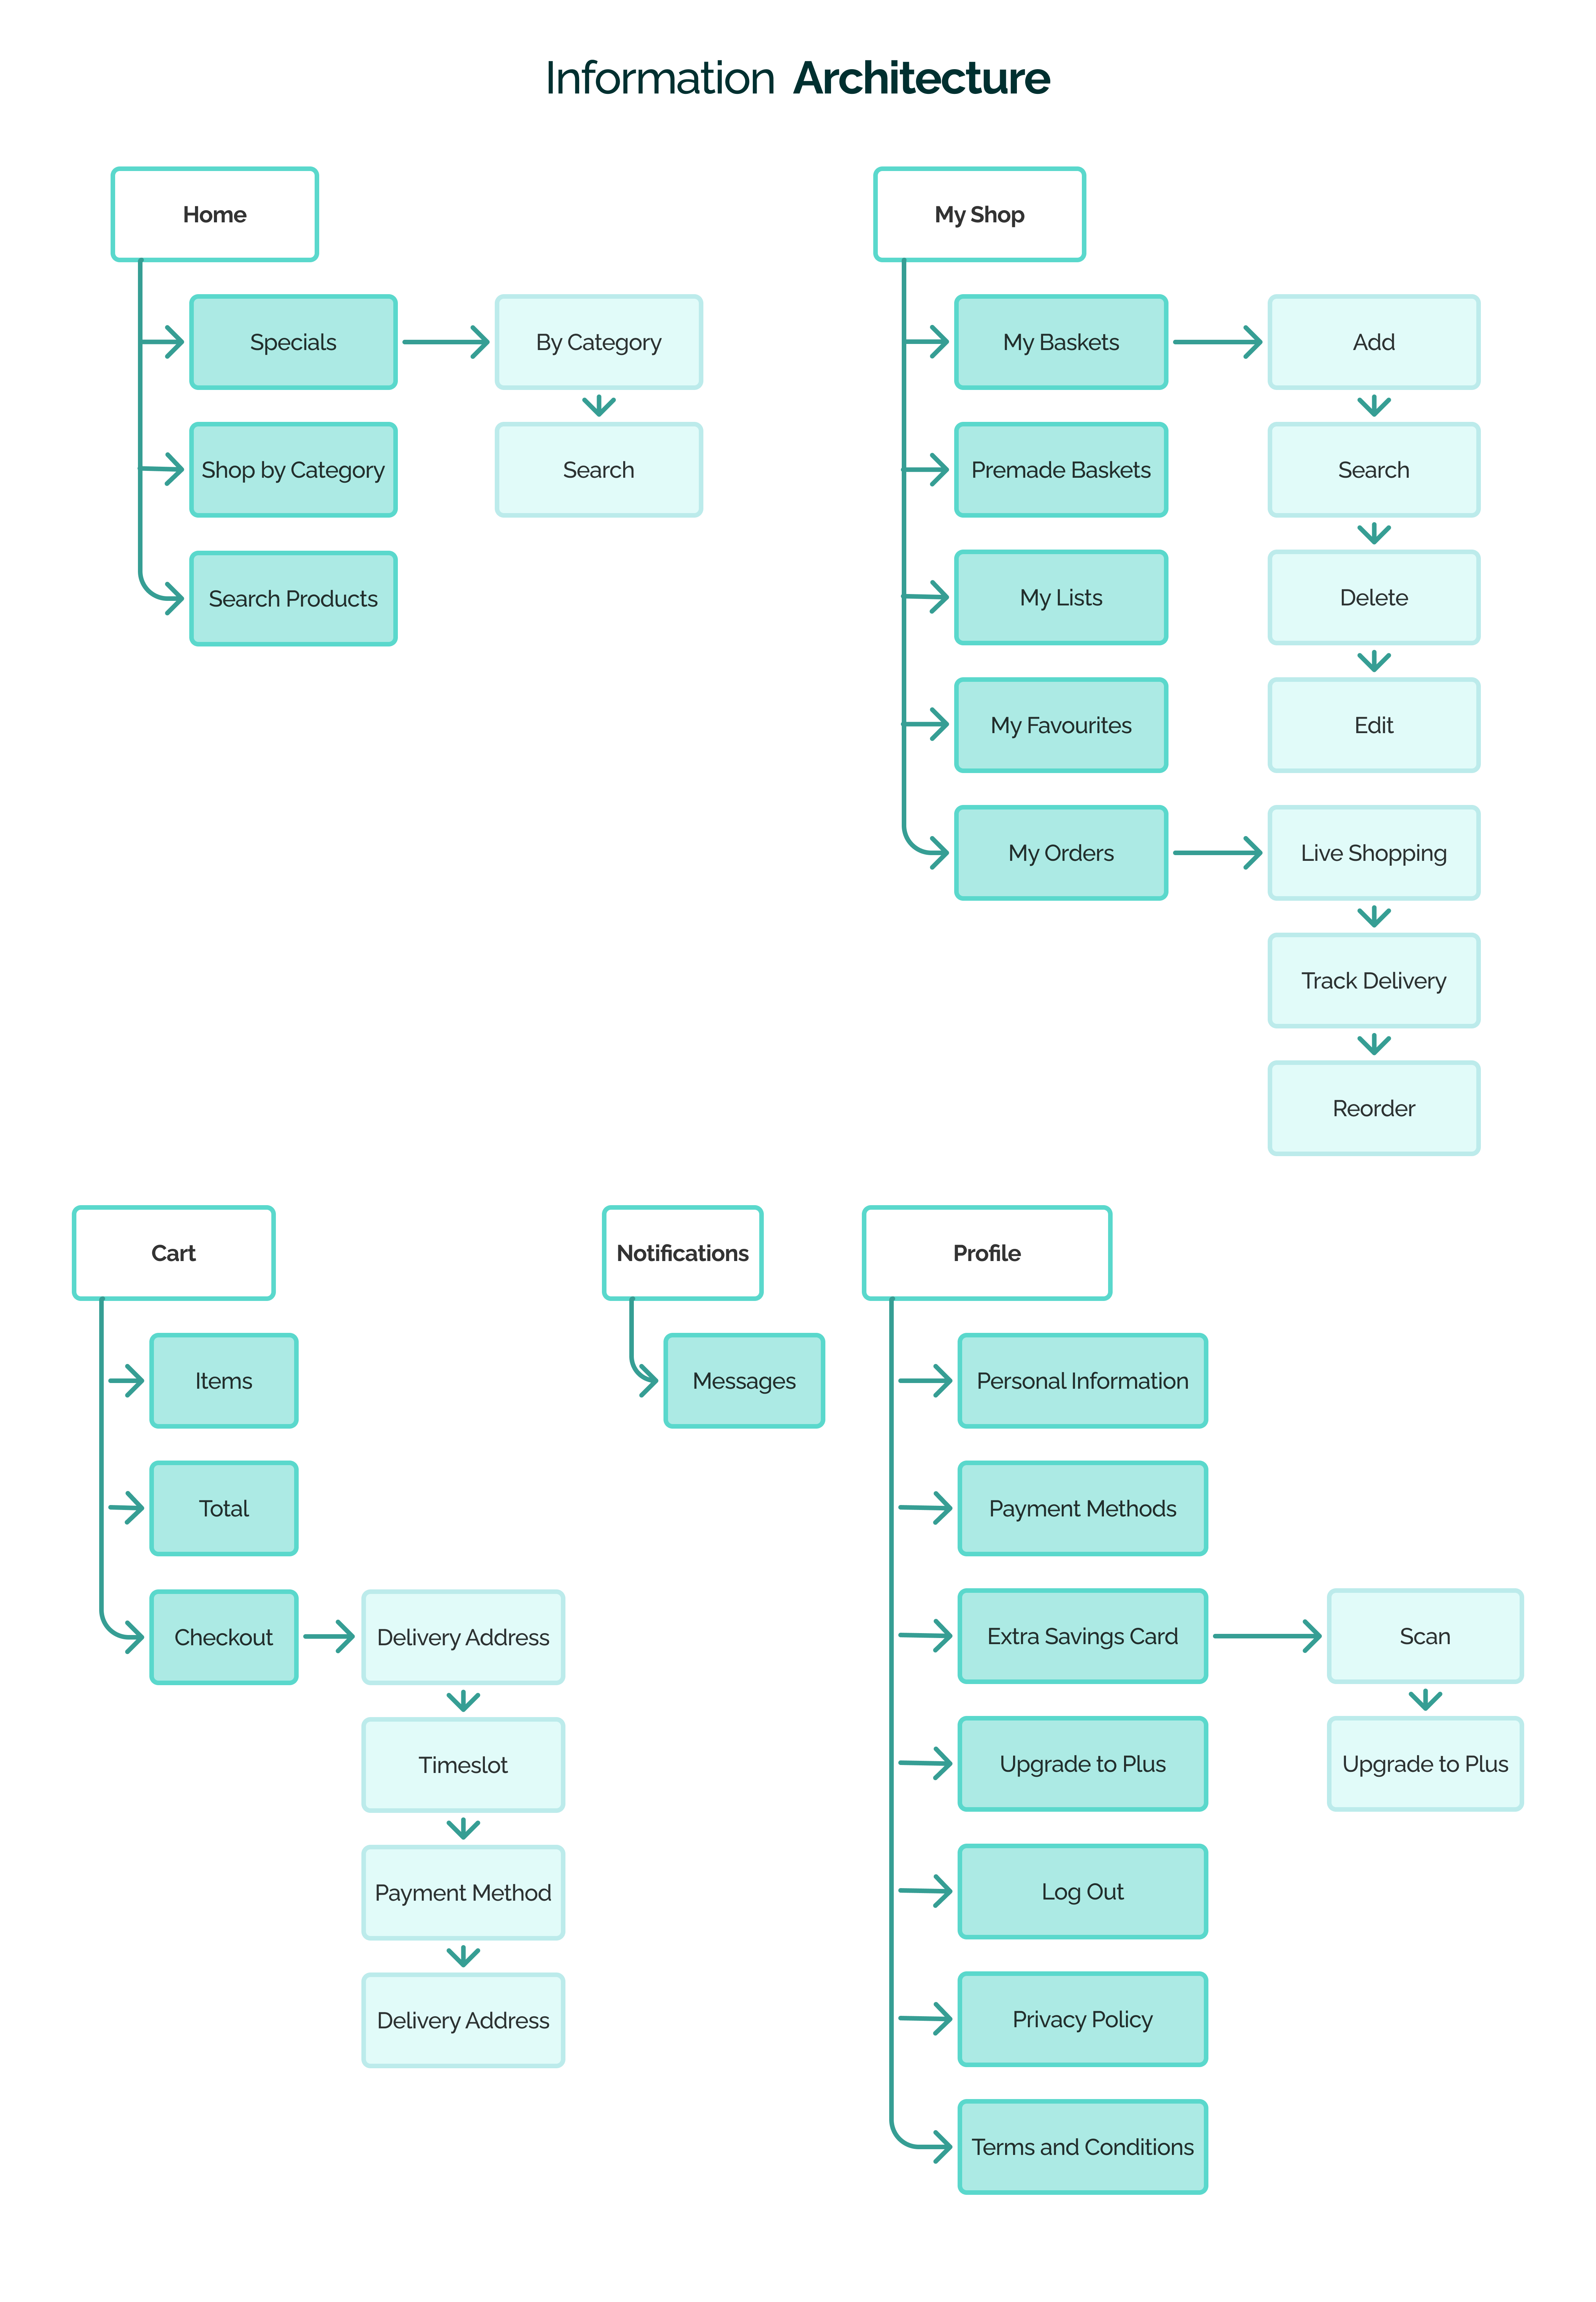 Information Architecture
Home
Specials
By Category
Shop by Category
Search
Search Products
My Shop
My Baskets
Add
Premade Baskets
Search
My Lists
Delete
My Favourites
Edit
My Orders
Live Shopping
Track Delivery
Reorder
Cart
Items
Total
Checkout
Delivery Address
Timeslot
Payment Method
Delivery Address
Notifications
Messages
Profile
Personal Information
Payment Methods
Extra Savings Card
Scan
Upgrade to Plus
Upgrade to Plus
Log Out
Privacy Policy
Terms and Conditions